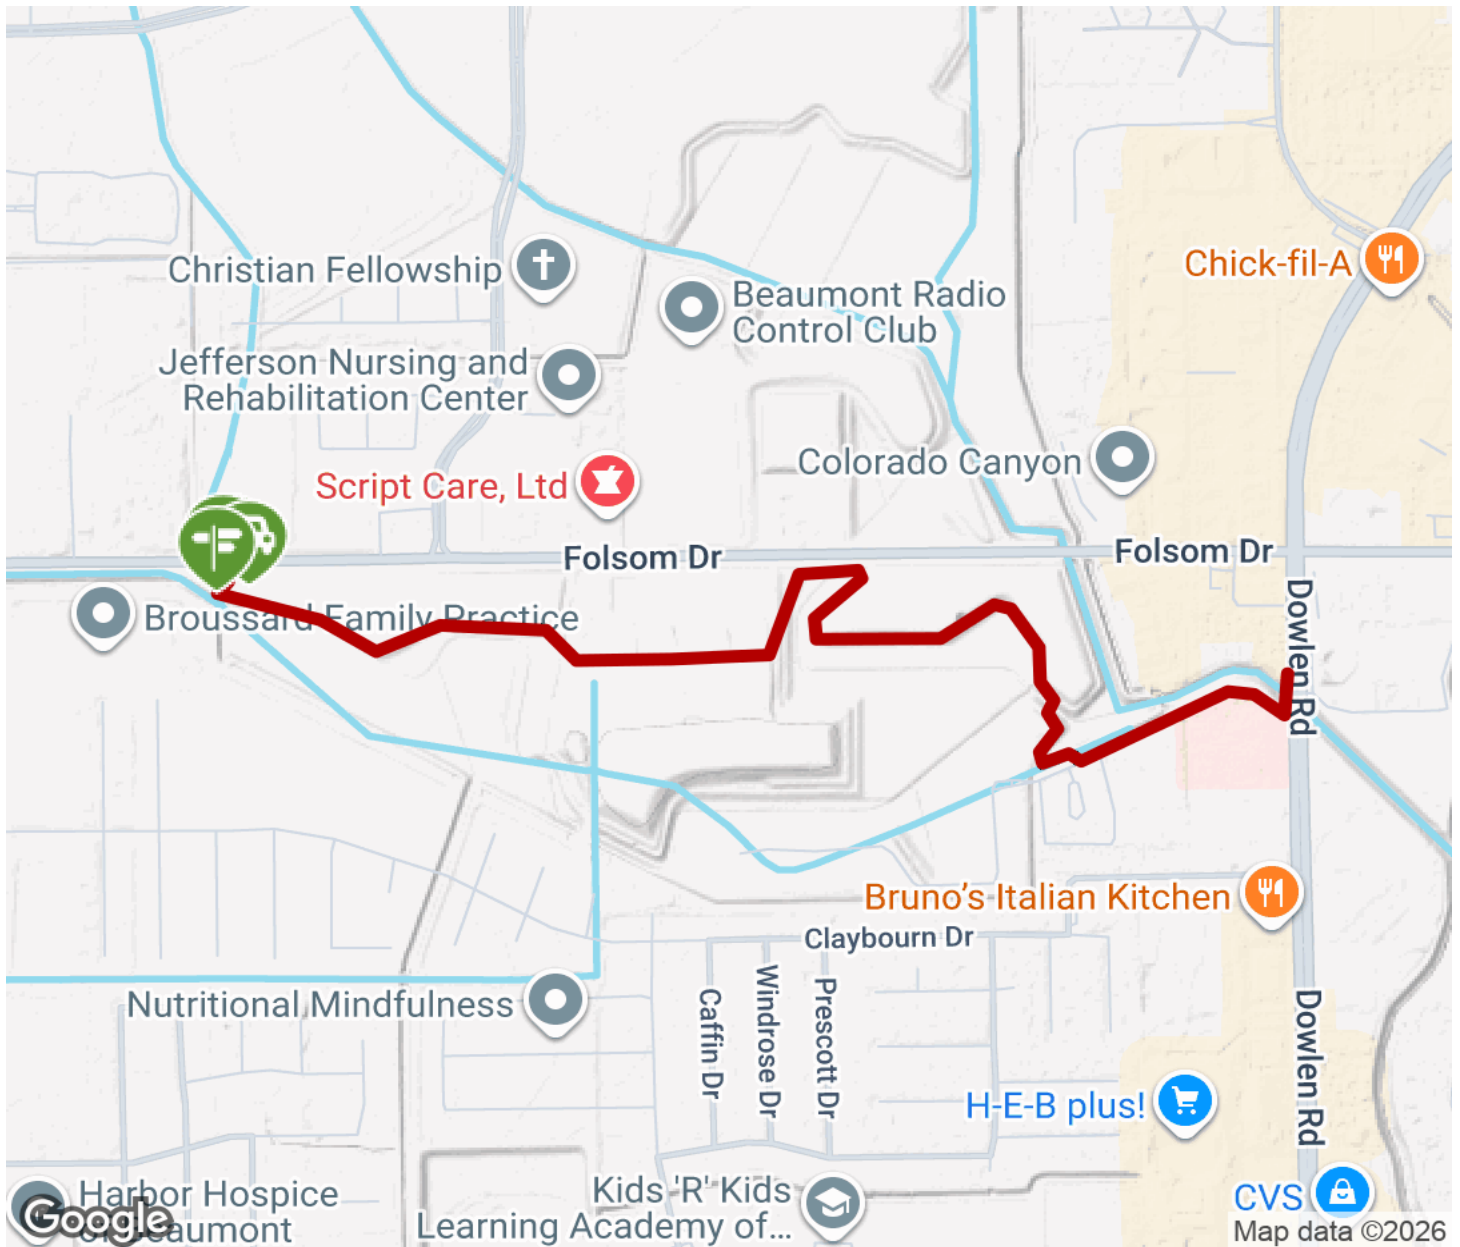 Chick-fil-A
Christian Fellowship
Beaumont Radio
Control Club
Jefferson Nursing and
Rehabilitation Center
Colorado Canyon
Script Care, Ltd
Folsom Dr
Folsom Dr
Dowlen Rd
Broussard Family Practice
Bruno's Italian Kitchen
Claybourn Dr
Caffin Dr
Windrose Dr
Prescott Dr
Nutritional Mindfulness
Dowlen Rd
H-E-B plus!
Harbor Hospice
of Beaumont
Kids 'R' Kids
Learning Academy of...
CVS
Google
Map data ©2026